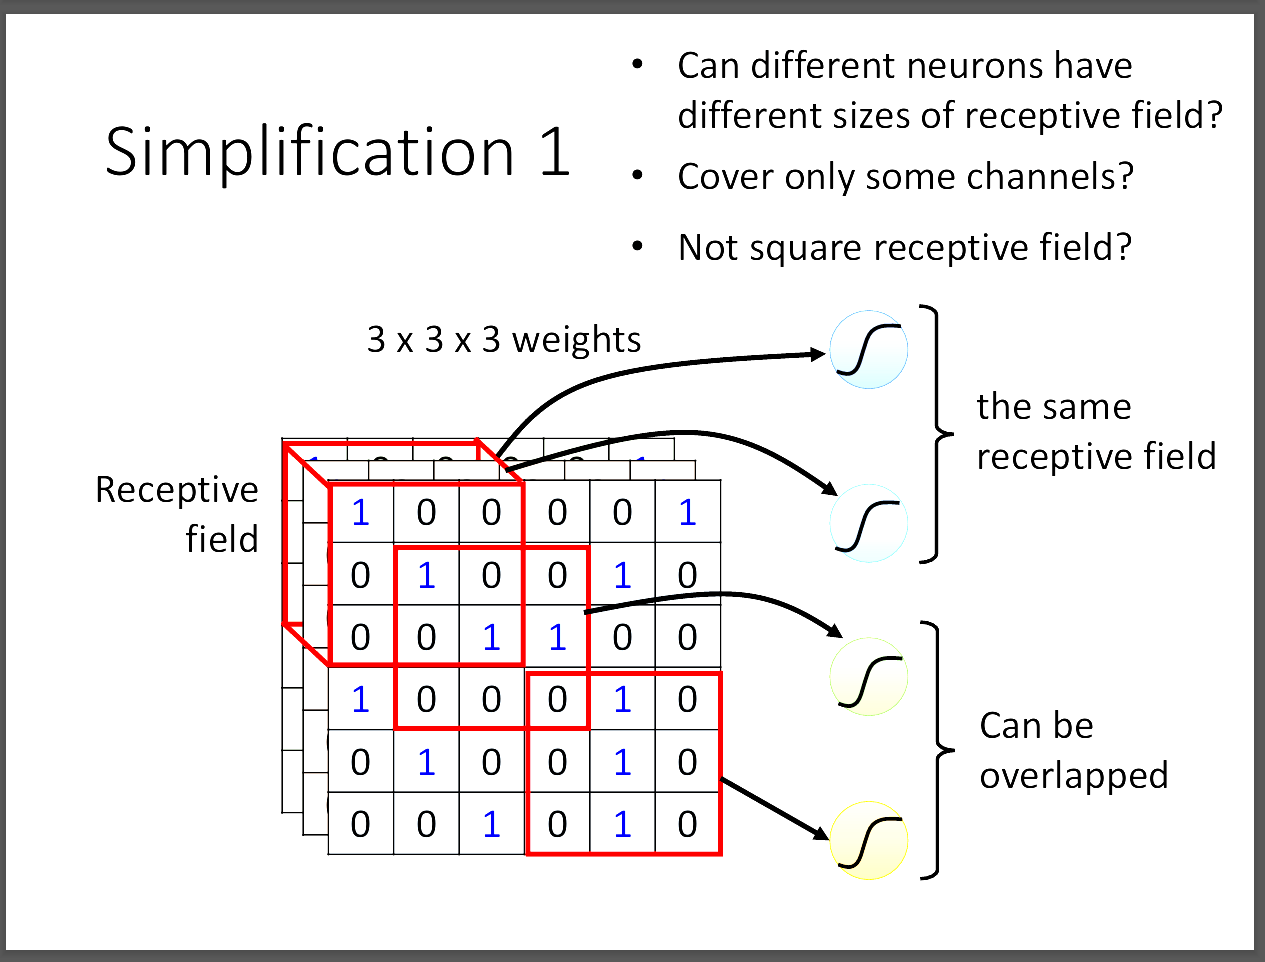 Simplification 1
• Can different neurons have
different sizes of receptive field?
• Cover only some channels?
• Not square receptive field?
3 x 3 x 3 weights
the same
receptive field
Receptive
field
1 0 0 0 0 1
0 1 0 0 1 0
0 0 1 1 0 0
1 0 0 0 1 0
0 1 0 0 1 0
0 0 1 0 1 0
Can be
overlapped